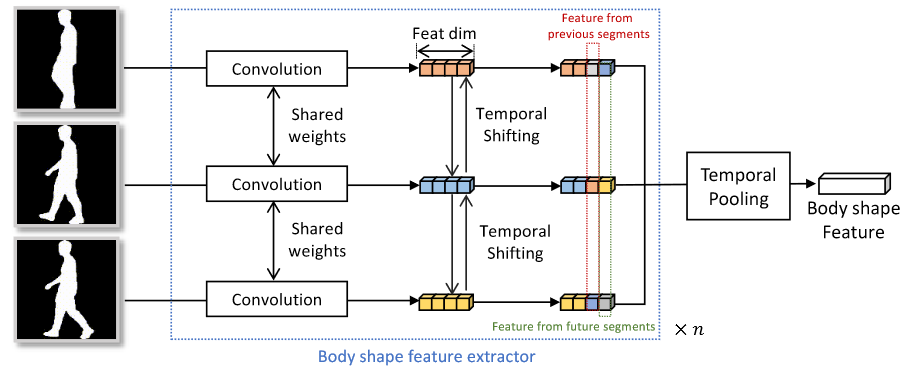 Feature from
previous segments
Feat dim
Convolution
Shared
weights
Temporal
Shifting
Convolution
Temporal
Pooling
Body shape
Feature
Shared
weights
Temporal
Shifting
Convolution
Feature from future segments
× n
Body shape feature extractor